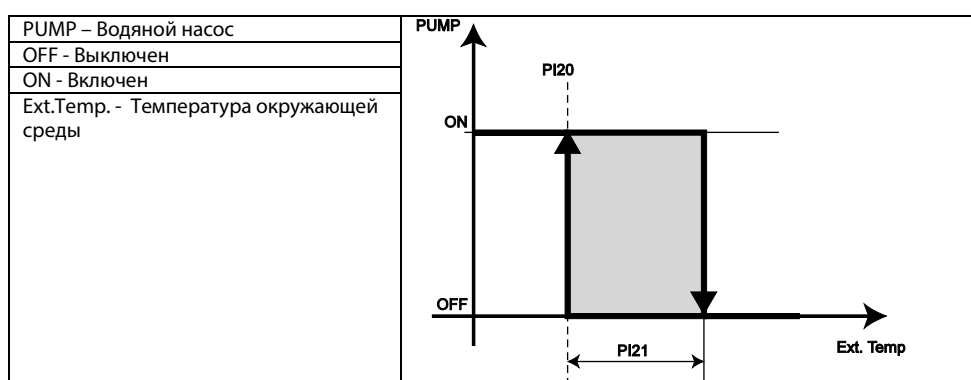 PUMP – Водяной насос
OFF - Выключен
ON - Включен
Ext.Temp. - Температура окружающей
среды
PUMP
PI20
ON
OFF
PI21
Ext. Temp